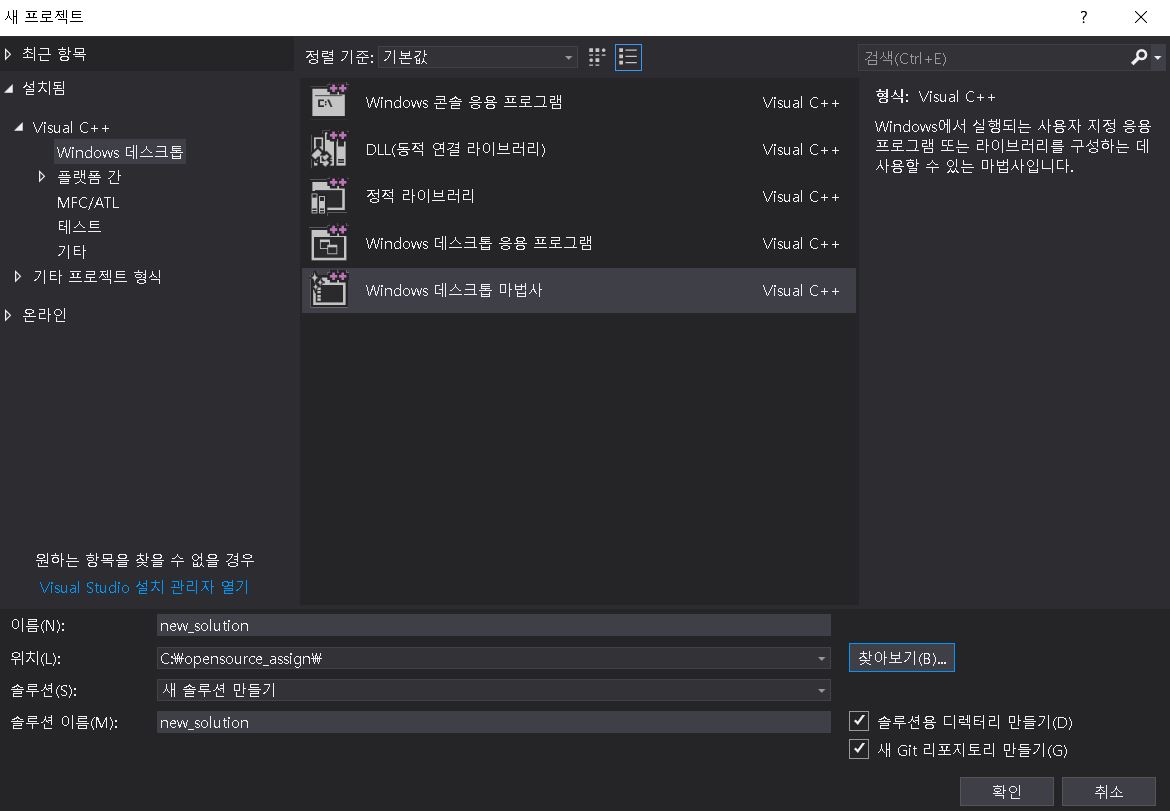 새 프로젝트
?
최근 항목
설치됨
Visual C++
Windows 데스크톱
플랫폼 간
MFC/ATL
테스트
기타
기타 프로젝트 형식
온라인
원하는 항목을 찾을 수 없을 경우
Visual Studio 설치 관리자 열기
정렬 기준: 기본값
C:\
Windows 콘솔 응용 프로그램 Visual C++
DLL(동적 연결 라이브러리) Visual C++
정적 라이브러리 Visual C++
Windows 데스크톱 응용 프로그램 Visual C++
Windows 데스크톱 마법사 Visual C++
검색(Ctrl+E)
형식: Visual C++
Windows에서 실행되는 사용자 지정 응용
프로그램 또는 라이브러리를 구성하는 데
사용할 수 있는 마법사입니다.
이름(N): new_solution
위치(L): C:₩opensource_assign₩ 찾아보기(B)...
솔루션(S): 새 솔루션 만들기
솔루션 이름(M): new_solution
솔루션용 디렉터리 만들기(D)
새 Git 리포지토리 만들기(G)
확인 취소